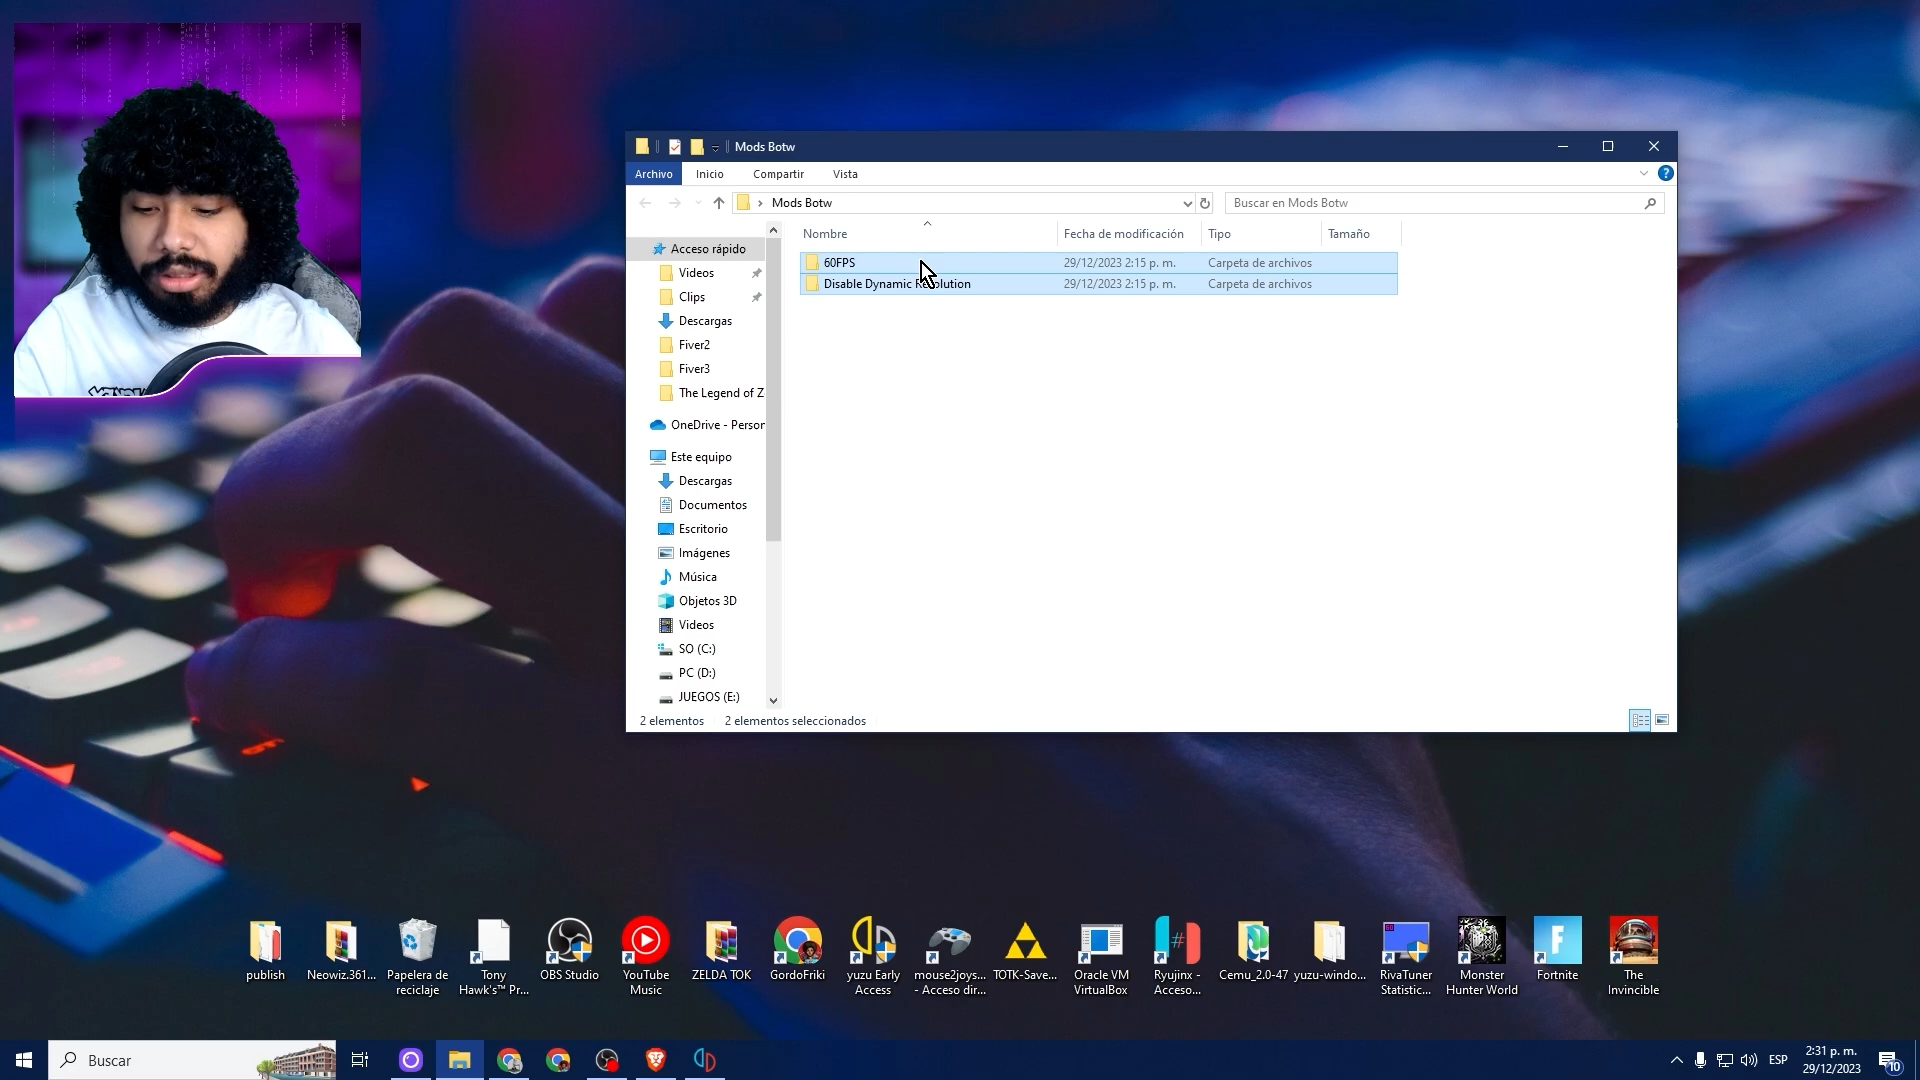 Mods Botw
Archivo
Inicio
Compartir
Vista
Mods Botw
Buscar en Mods Botw
Nombre
Fecha de modificación
Tipo
Tamaño
60FPS
29/12/2023 2:15 p. m.
Carpeta de archivos
Disable Dynamic
29/12/2023 2:15 p. m.
Carpeta de archivos
Acceso rápido
Videos
Clips
Descargas
Fiver2
Fiver3
The Legend of Z
OneDrive - Person
Este equipo
Descargas
Documentos
Escritorio
Imágenes
Música
Objetos 3D
Videos
SO (C:)
PC (D:)
JUEGOS (E:)
2 elementos
2 elementos seleccionados
publish
Neowiz.361...
Papelera de
reciclaje
Tony
Hawk's™ Pr...
OBS Studio
YouTube
Music
ZELDA TOK
GordoFriki
yuzu Early
Access
mouse2joys...
- Acceso dir...
TOTK-Save...
Oracle VM
VirtualBox
Ryujinx -
Acceso...
Cemu_2.0-47
yuzu-windo...
RivaTuner
Statistic...
Monster
Hunter World
Fortnite
The
Invincible
Buscar
ESP
2:31 p. m.
29/12/2023
10